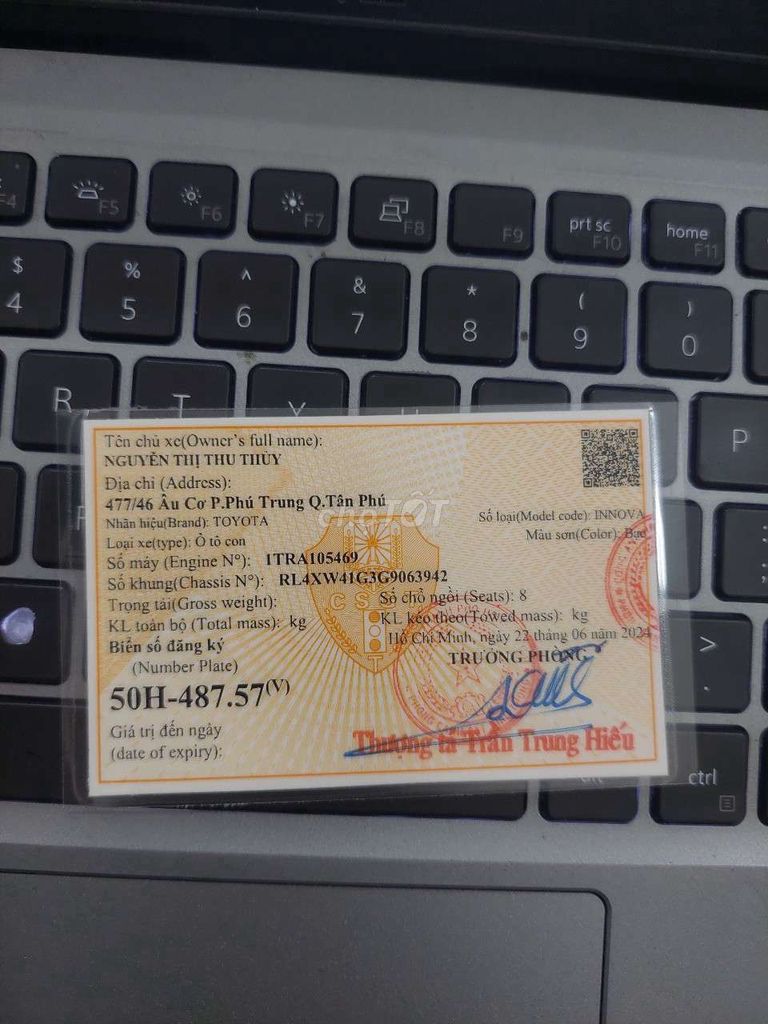 F4 F5 F6 F7 F8 F9 prt sc F10 home F11
$ 4 % 5 ^ 6 & 7 * 8 ( 9 ) 0
R T Y U P
Tên chủ xe(Owner's full name):
NGUYỄN THỊ THU THỦY
Địa chỉ (Address):
477/46 Âu Cơ P.Phú Trung Q.Tân Phú
chợTỐT
Nhãn hiệu(Brand): TOYOTA
Số loại(Model code): INNOVA
Loại xe(type): Ô tô con
Màu sơn(Color): Bạc
Số máy (Engine N°): 1TRA105469
Số khung(Chassis N°): RL4XW41G3G9063942
Trọng tải(Gross weight):
Số chỗ ngồi (Seats): 8
KL toàn bộ (Total mass): kg
KL kéo theo(Towed mass): kg
CSGT
Biển số đăng ký
Hồ Chí Minh, ngày 22 tháng 06 năm 2024
(Number Plate)
TRƯỞNG PHÒNG
50H-487.57(V)
Giá trị đến ngày
(date of expiry):
Thượng tá Trần Trung Hiếu
>
alt ctrl